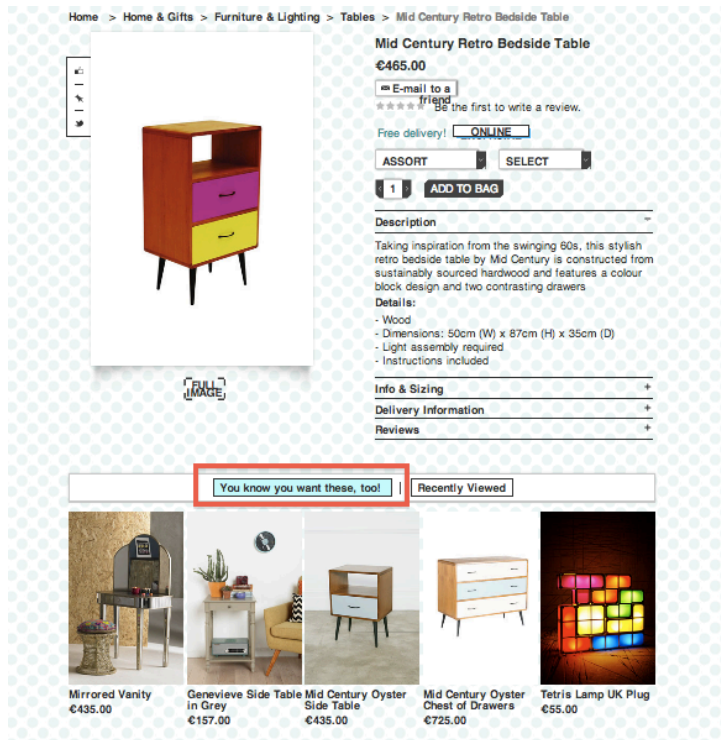 Home > Home & Gifts > Furniture & Lighting > Tables > Mid Century Retro Bedside Table
Mid Century Retro Bedside Table
€465.00
E-mail to a
friend
Be the first to write a review.
Free delivery! ONLINE
ASSORT SELECT
1 ADD TO BAG
Description
Taking inspiration from the swinging 60s, this stylish
retro bedside table by Mid Century is constructed from
sustainably sourced hardwood and features a colour
block design and two contrasting drawers
Details:
- Wood
- Dimensions: 50cm (W) x 87cm (H) x 35cm (D)
- Light assembly required
- Instructions included
FULL
IMAGE
Info & Sizing +
Delivery Information +
Reviews +
You know you want these, too! | Recently Viewed
Mirrored Vanity
€435.00
Genevieve Side Table
in Grey
€157.00
Mid Century Oyster
Side Table
€435.00
Mid Century Oyster
Chest of Drawers
€725.00
Tetris Lamp UK Plug
€55.00